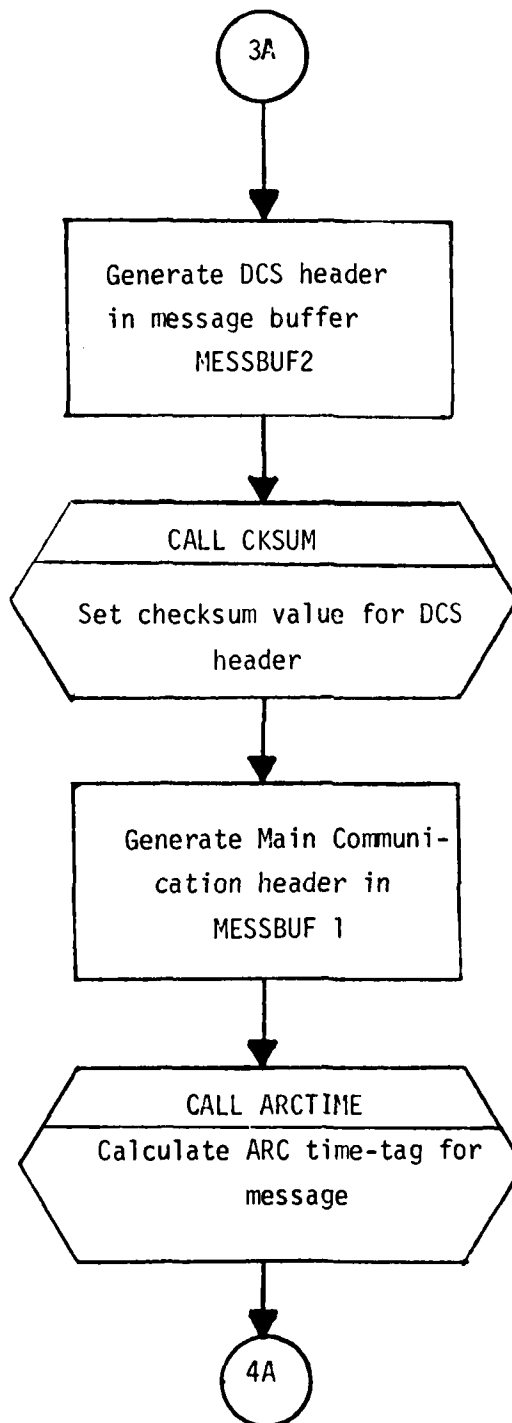 3A
Generate DCS header
in message buffer
MESSBUF2
CALL CKSUM
Set checksum value for DCS
header
Generate Main Communi-
cation header in
MESSBUF 1
CALL ARCTIME
Calculate ARC time-tag for
message
4A